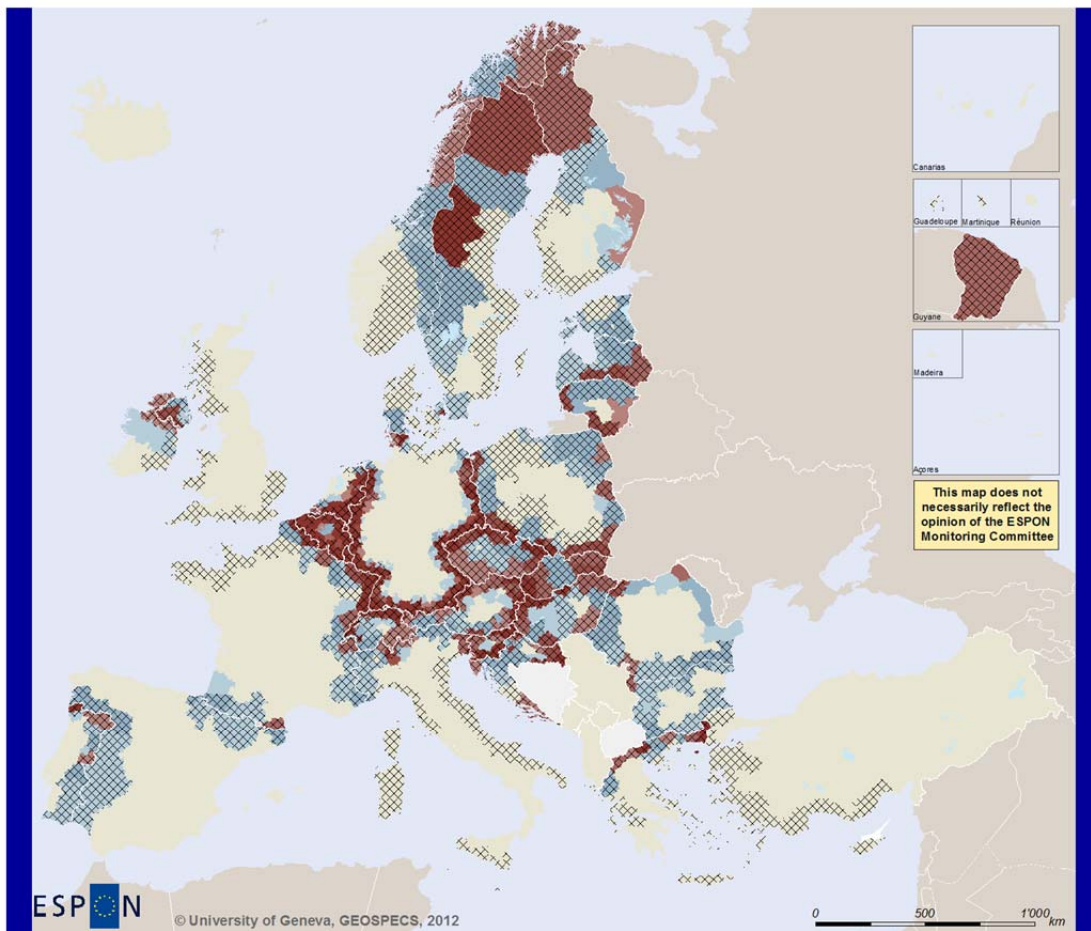 Canarias
Guadeloupe Martinique Réunion
Guyane
Madeira
Açores
This map does not
necessarily reflect the
opinion of the ESPON
Monitoring Committee
ESPON
© University of Geneva, GEOSPECS, 2012
0 500 1'000
km